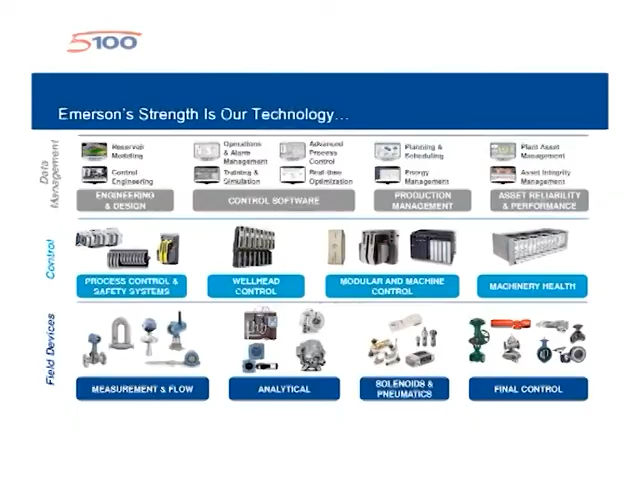 5100
Emerson's Strength Is Our Technology...
Data
Management
Reservoir
Modeling
Control
Engineering
ENGINEERING
& DESIGN
Operations
& Alarm
Management
Training &
Simulation
Advanced
Process
Control
Real-time
Optimization
CONTROL SOFTWARE
Planning &
Scheduling
Energy
Management
PRODUCTION
MANAGEMENT
Plant Asset
Management
Asset Integrity
Management
ASSET RELIABILITY
& PERFORMANCE
Control
PROCESS CONTROL &
SAFETY SYSTEMS
WELLHEAD
CONTROL
MODULAR AND MACHINE
CONTROL
MACHINERY HEALTH
Field Devices
MEASUREMENT & FLOW
ANALYTICAL
SOLENOIDS &
PNEUMATICS
FINAL CONTROL